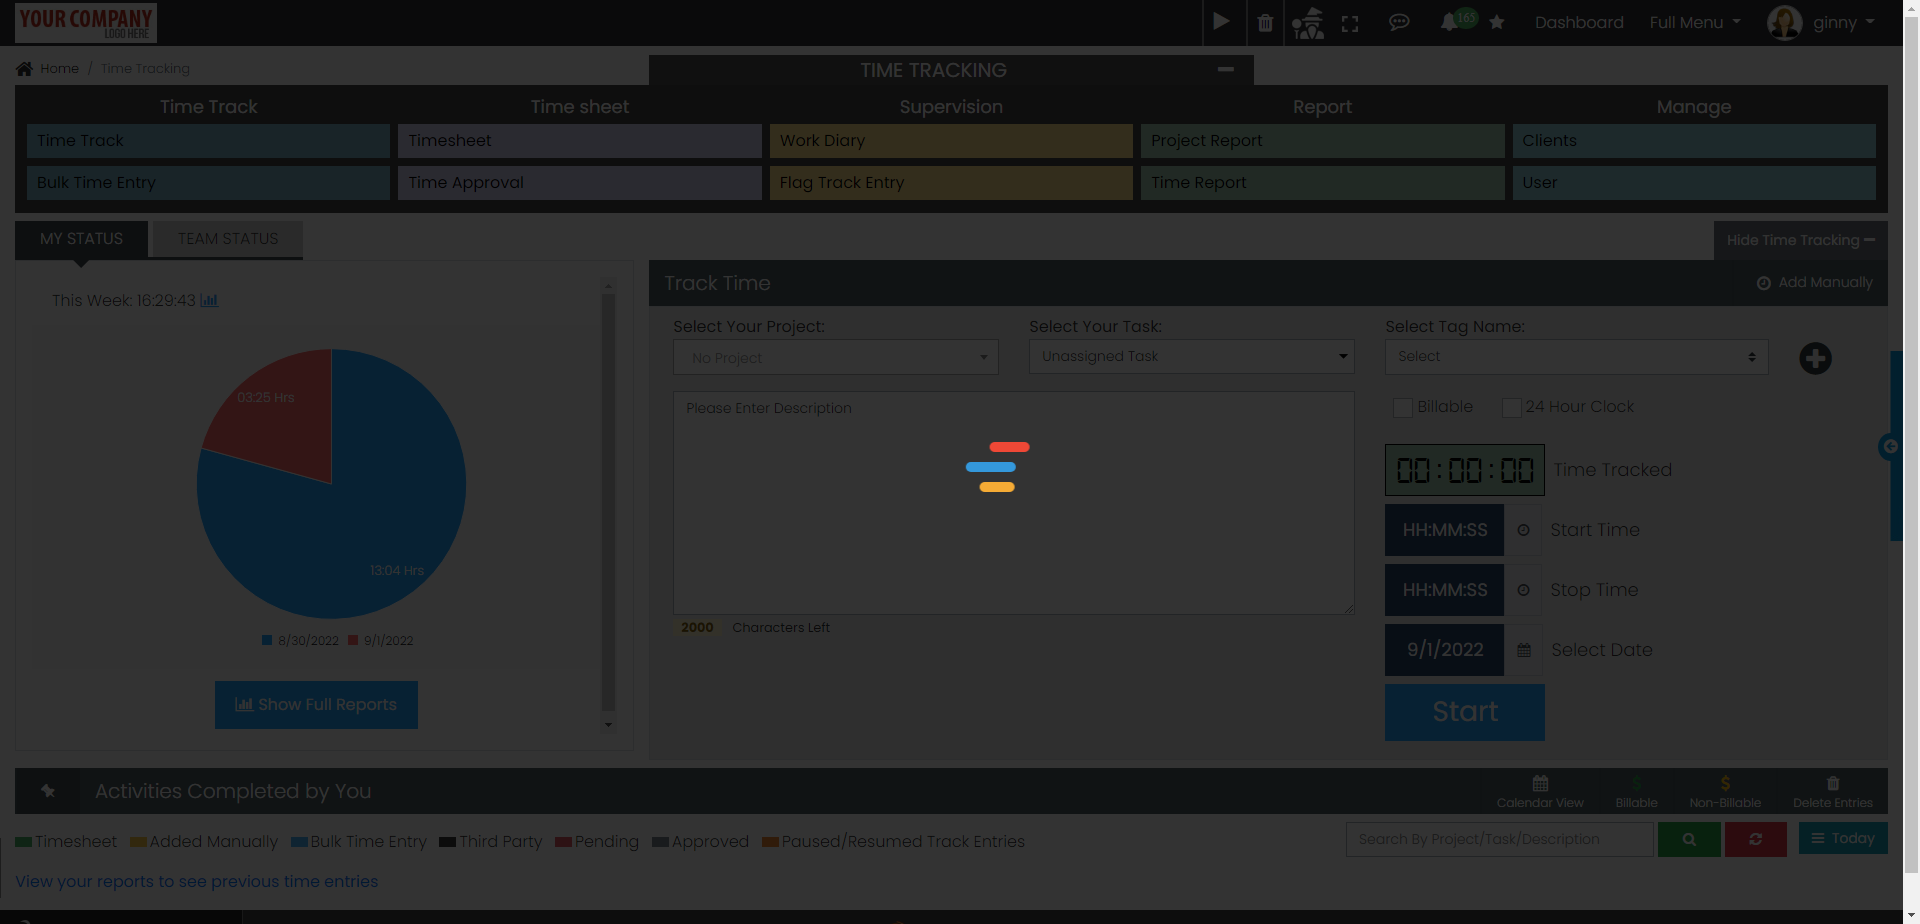 YOUR COMPANY
LOGO HERE
165
Dashboard
Full Menu
ginny
Home / Time Tracking
TIME TRACKING
Time Track
Time sheet
Supervision
Report
Manage
Time Track
Timesheet
Work Diary
Project Report
Clients
Bulk Time Entry
Time Approval
Flag Track Entry
Time Report
User
MY STATUS
TEAM STATUS
Hide Time Tracking
This Week: 16:29:43
03:25 Hrs
13:04 Hrs
8/30/2022
9/1/2022
Show Full Reports
Track Time
Add Manually
Select Your Project:
Select Your Task:
Select Tag Name:
No Project
Unassigned Task
Select
Please Enter Description
Billable
24 Hour Clock
00:00:00
Time Tracked
HH:MM:SS
Start Time
HH:MM:SS
Stop Time
2000 Characters Left
9/1/2022
Select Date
Start
Activities Completed by You
Calendar View
Billable
Non-Billable
Delete Entries
Timesheet
Added Manually
Bulk Time Entry
Third Party
Pending
Approved
Paused/Resumed Track Entries
Search By Project/Task/Description
Today
View your reports to see previous time entries